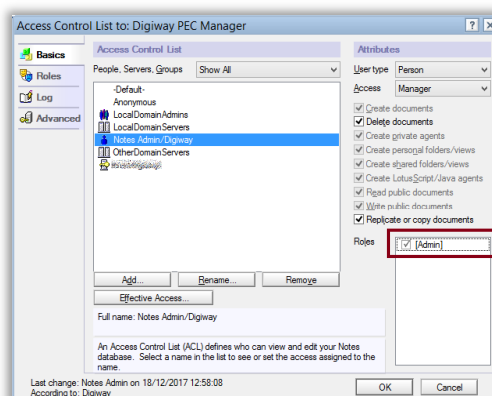 Access Control List to: Digiway PEC Manager
?
Basics
Roles
Log
Advanced
Access Control List
People, Servers, Groups Show All
-Default-
Anonymous
LocalDomainAdmins
LocalDomainServers
Notes Admin/Digiway
OtherDomainServers
Add... Rename... Remove
Effective Access...
Full name: Notes Admin/Digiway
An Access Control List (ACL) defines who can view and edit your Notes
database. Select a name in the list to see or set the access assigned to the
name.
Attributes
User type Person
Access Manager
Create documents
Delete documents
Create private agents
Create personal folders/views
Create shared folders/views
Create LotusScript/Java agents
Read public documents
Write public documents
Replicate or copy documents
Roles [Admin]
Last change: Notes Admin on 18/12/2017 12:58:08
According to: Digiway
OK Cancel